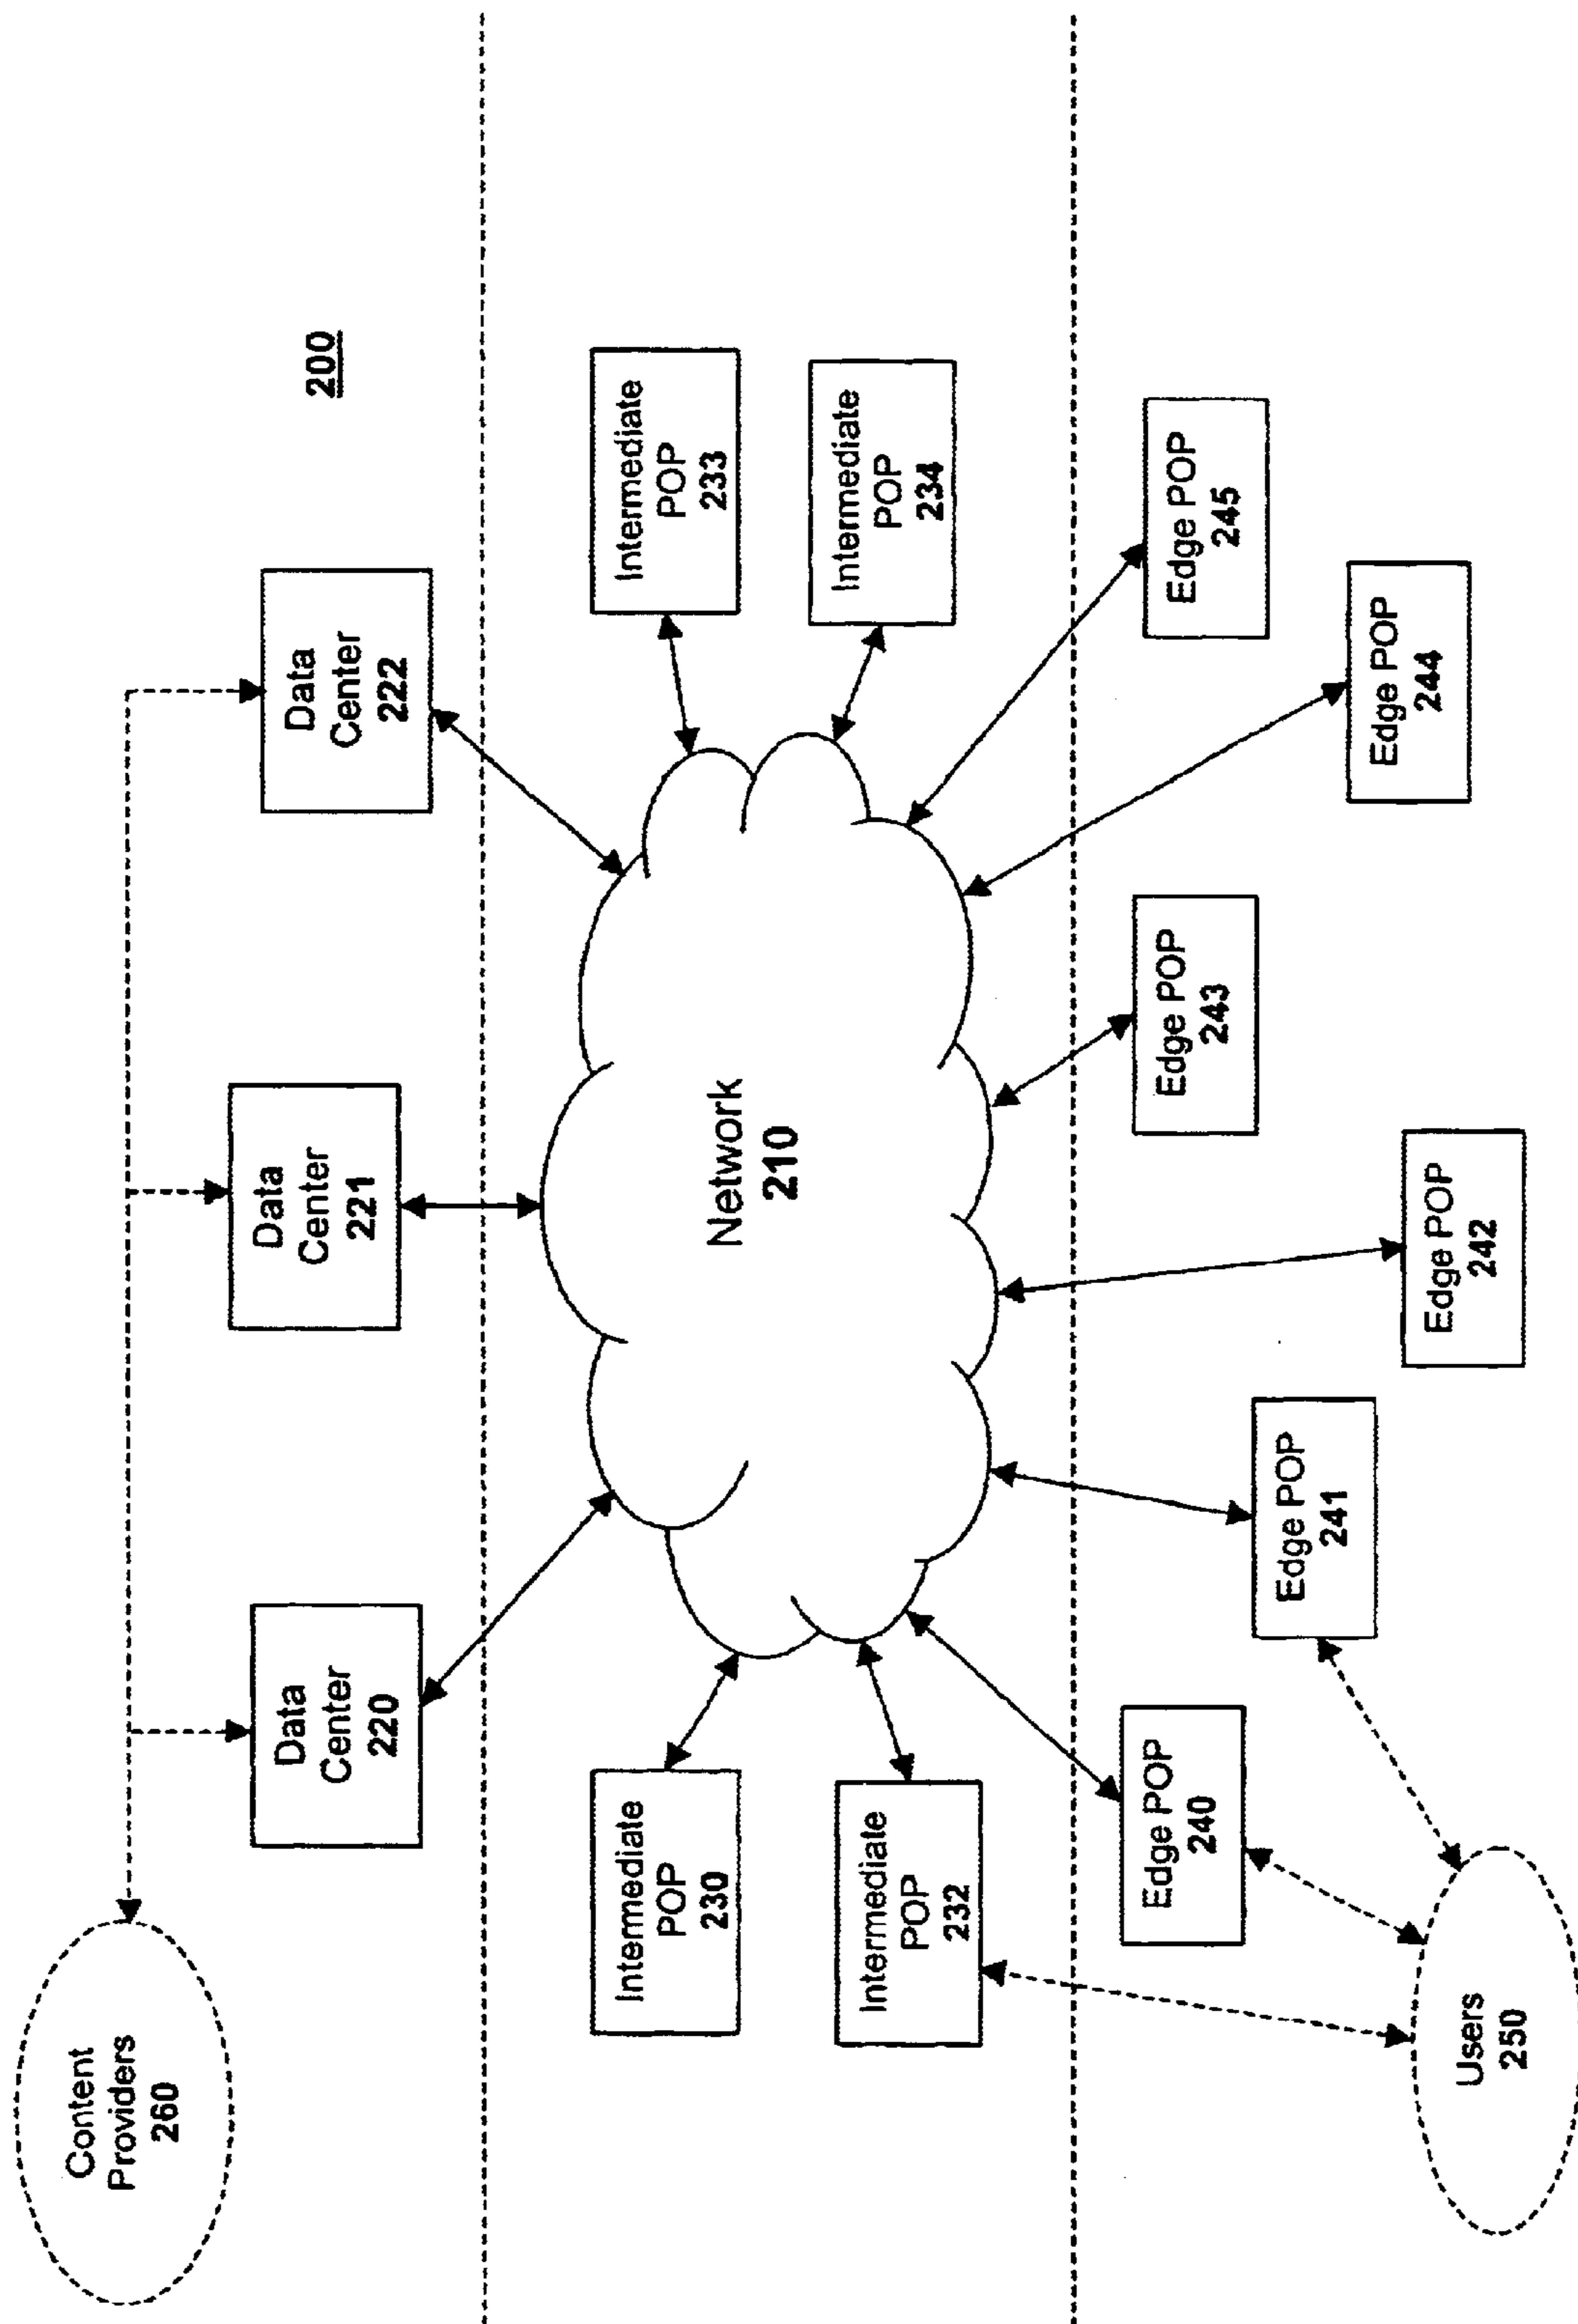 Content
Providers
260
Data
Center
220
Data
Center
221
Data
Center
222
200
Intermediate
POP
230
Intermediate
POP
232
Network
210
Intermediate
POP
233
Intermediate
POP
234
Edge POP
240
Edge POP
241
Edge POP
242
Edge POP
243
Edge POP
244
Edge POP
245
Users
250